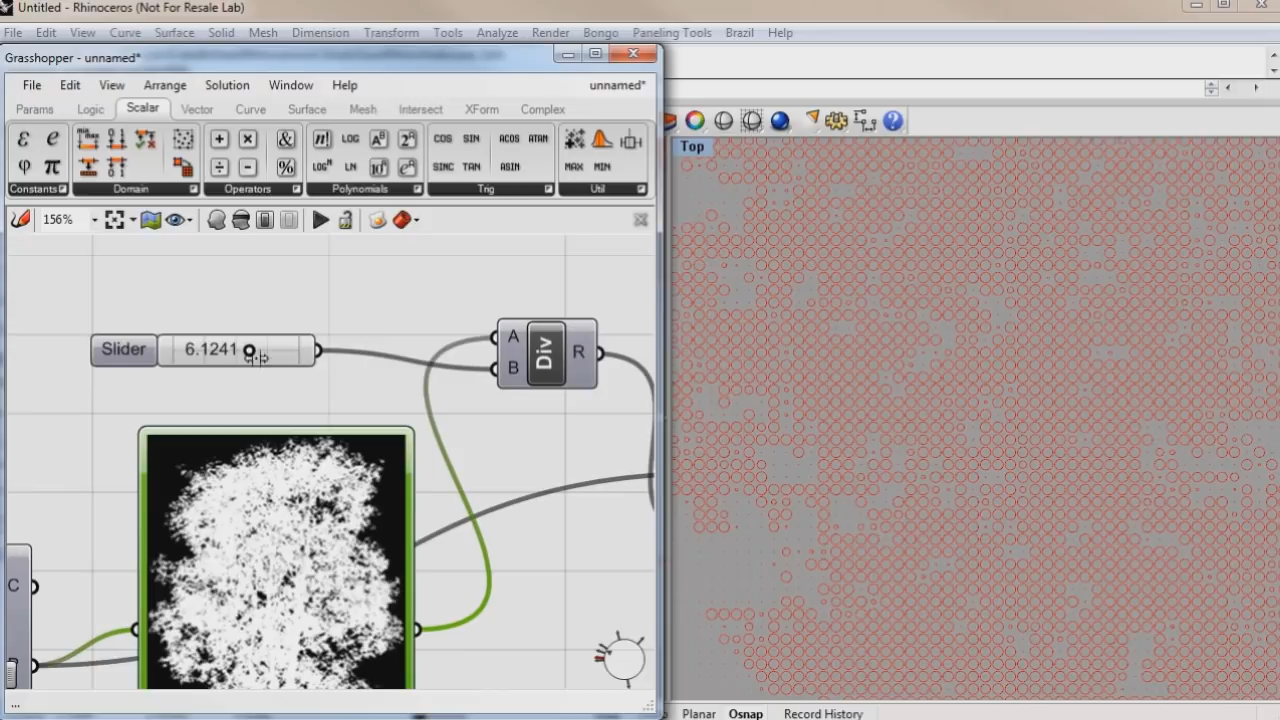 Untitled - Rhinoceros (Not For Resale Lab)
File Edit View Curve Surface Solid Mesh Dimension Transform Tools Analyze Render Bongo Paneling Tools Brazil Help
Grasshopper - unnamed*
File Edit View Arrange Solution Window Help unnamed*
Params Logic Scalar Vector Curve Surface Mesh Intersect XForm Complex
ε e + × & n! LOG COS SIN ACOS ATAN
φ π ÷ - % LN SINC TAN ASIN MAX MIN
Constants Domain Operators Polynomials Trig Util
156%
Top
Slider 6.1241
A
B
Div
R
C
...
Planar Osnap Record History